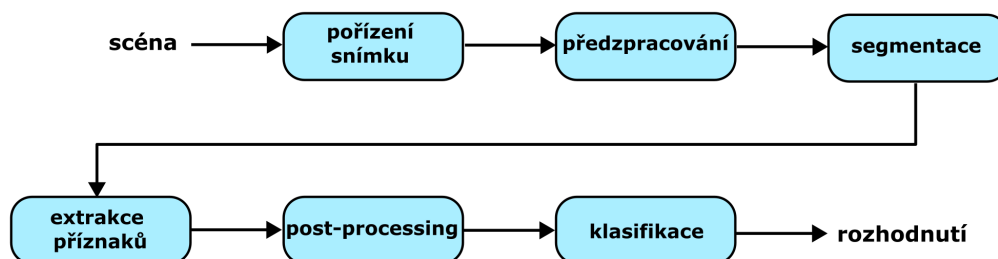 scéna
pořízení
snímku
předzpracování
segmentace
extrakce
příznaků
post-processing
klasifikace
rozhodnutí